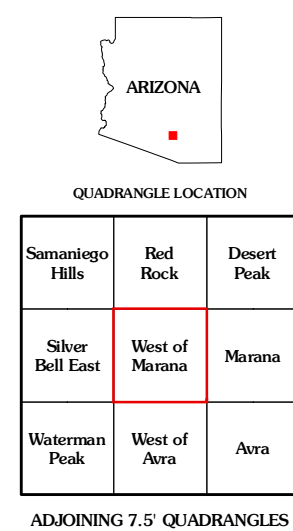 ARIZONA
QUADRANGLE LOCATION
Samaniego
Hills
Red
Rock
Desert
Peak
Silver
Bell East
West of
Marana
Marana
Waterman
Peak
West of
Avra
Avra
ADJOINING 7.5' QUADRANGLES